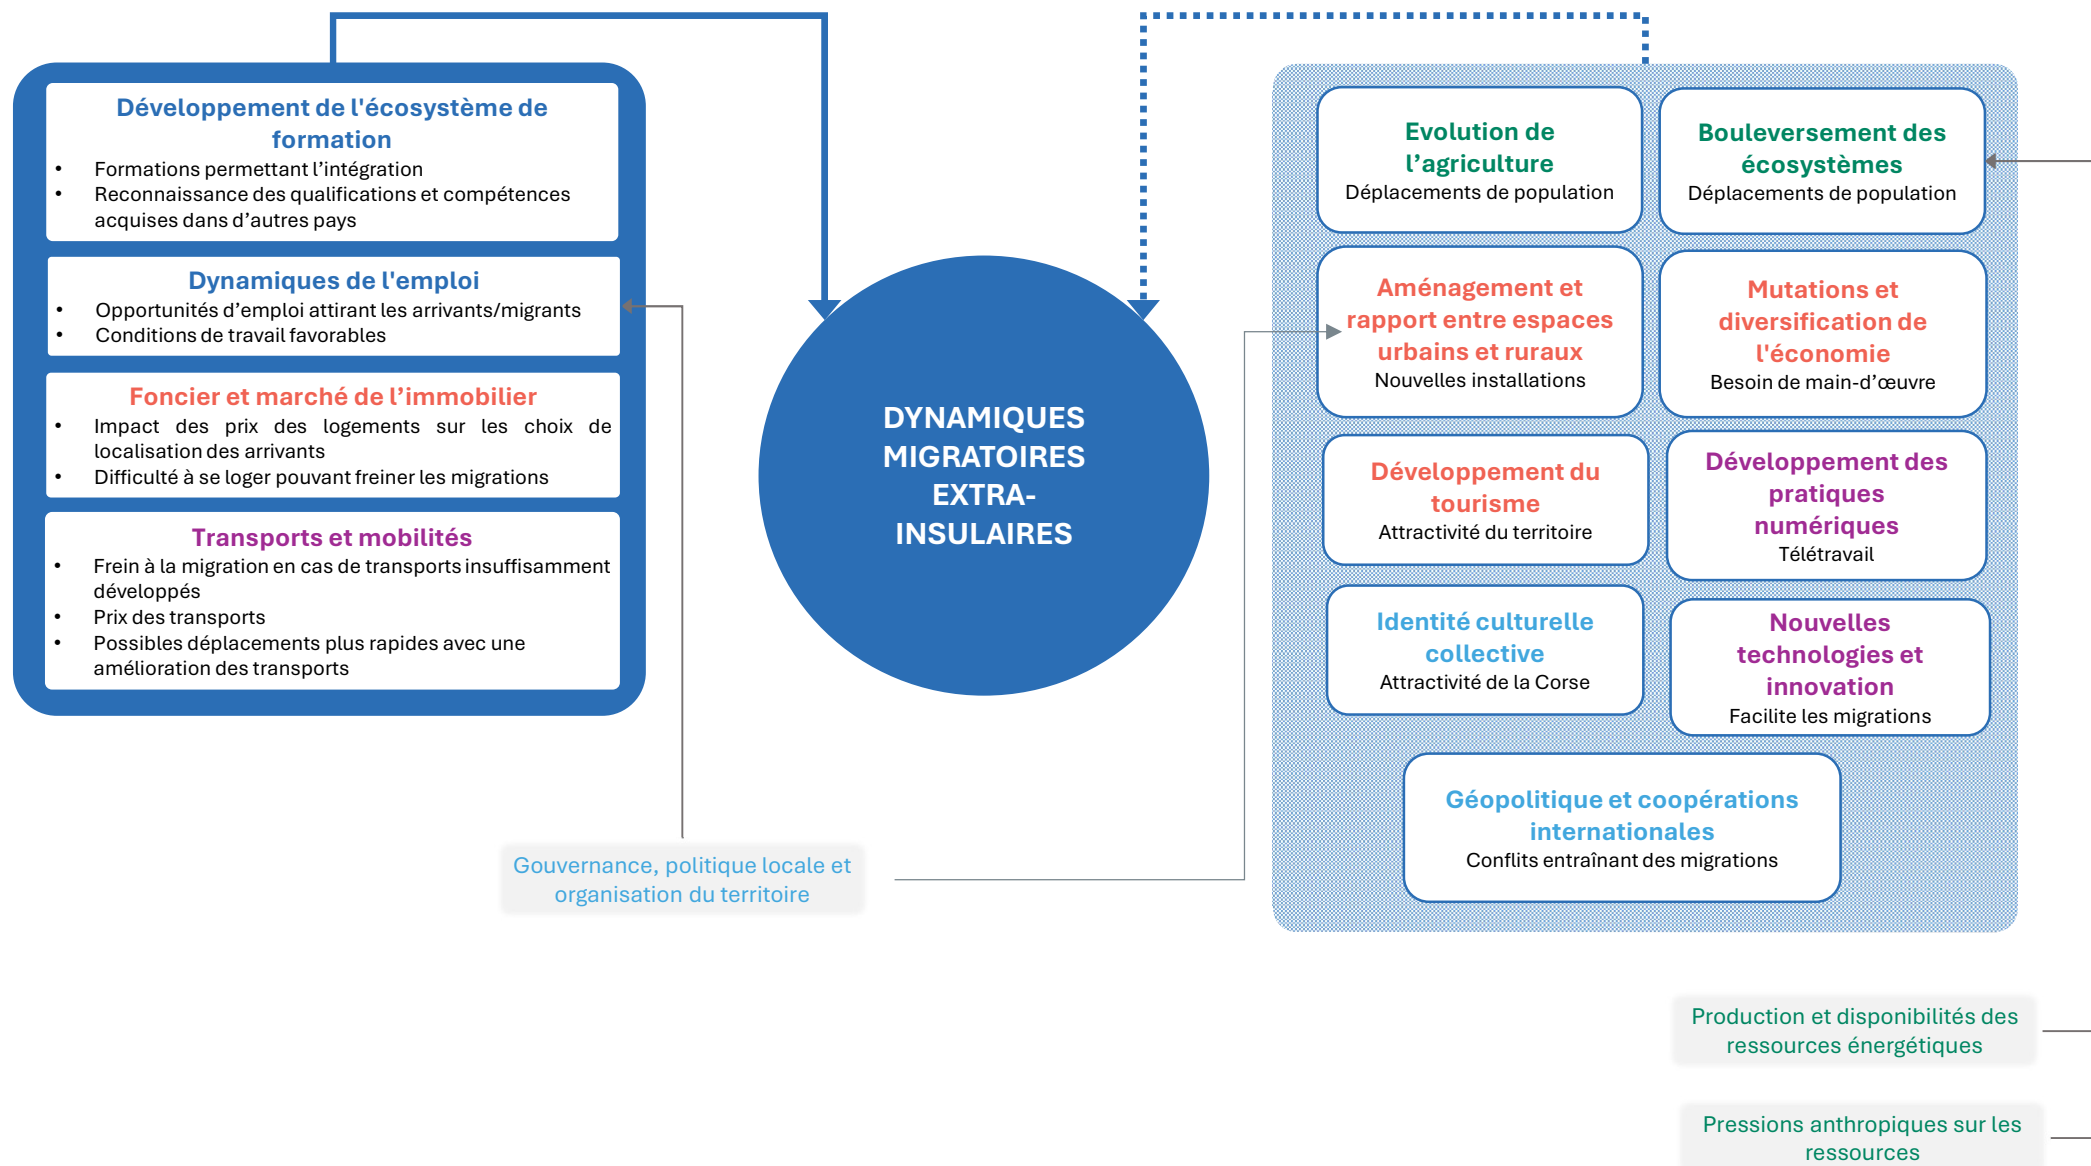 Développement de l'écosystème de
formation
• Formations permettant l’intégration
• Reconnaissance des qualifications et compétences
acquises dans d’autres pays
Dynamiques de l'emploi
• Opportunités d’emploi attirant les arrivants/migrants
• Conditions de travail favorables
Foncier et marché de l’immobilier
• Impact des prix des logements sur les choix de
localisation des arrivants
• Difficulté à se loger pouvant freiner les migrations
Transports et mobilités
• Frein à la migration en cas de transports insuffisamment
développés
• Prix des transports
• Possibles déplacements plus rapides avec une
amélioration des transports
DYNAMIQUES
MIGRATOIRES
EXTRA-
INSULAIRES
Evolution de
l’agriculture
Déplacements de population
Bouleversement des
écosystèmes
Déplacements de population
Aménagement et
rapport entre espaces
urbains et ruraux
Nouvelles installations
Mutations et
diversification de
l'économie
Besoin de main-d’œuvre
Développement du
tourisme
Attractivité du territoire
Développement des
pratiques
numériques
Télétravail
Identité culturelle
collective
Attractivité de la Corse
Nouvelles
technologies et
innovation
Facilite les migrations
Géopolitique et coopérations
internationales
Conflits entraînant des migrations
Gouvernance, politique locale et
organisation du territoire
Production et disponibilités des
ressources énergétiques
Pressions anthropiques sur les
ressources